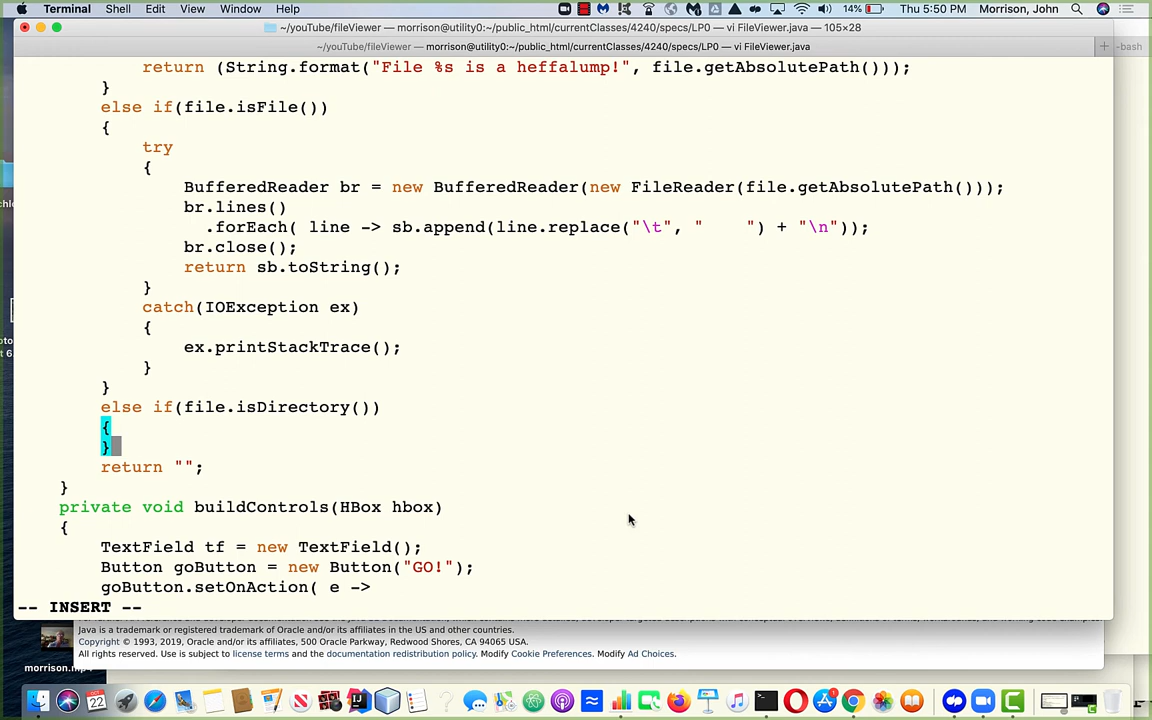 Terminal Shell Edit View Window Help 14% Thu 5:50 PM Morrison, John
~/youTube/fileViewer — morrison@utility0:~/public_html/currentClasses/4240/specs/LP0 — vi FileViewer.java — 105×28
~/youTube/fileViewer — morrison@utility0:~/public_html/currentClasses/4240/specs/LP0 — vi FileViewer.java
-bash
return (String.format("File %s is a heffalump!", file.getAbsolutePath()));
}
else if(file.isFile())
{
try
{
BufferedReader br = new BufferedReader(new FileReader(file.getAbsolutePath()));
br.lines()
.forEach( line -> sb.append(line.replace("\t", "    ") + "\n"));
br.close();
return sb.toString();
}
catch(IOException ex)
{
ex.printStackTrace();
}
}
else if(file.isDirectory())
{
}
return "";
}
private void buildControls(HBox hbox)
{
TextField tf = new TextField();
Button goButton = new Button("GO!");
goButton.setOnAction( e ->
-- INSERT --
Java is a trademark or registered trademark of Oracle and/or its affiliates in the US and other countries.
Copyright © 1993, 2019, Oracle and/or its affiliates, 500 Oracle Parkway, Redwood Shores, CA 94065 USA.
All rights reserved. Use is subject to license terms and the documentation redistribution policy. Modify Cookie Preferences. Modify Ad Choices.
22